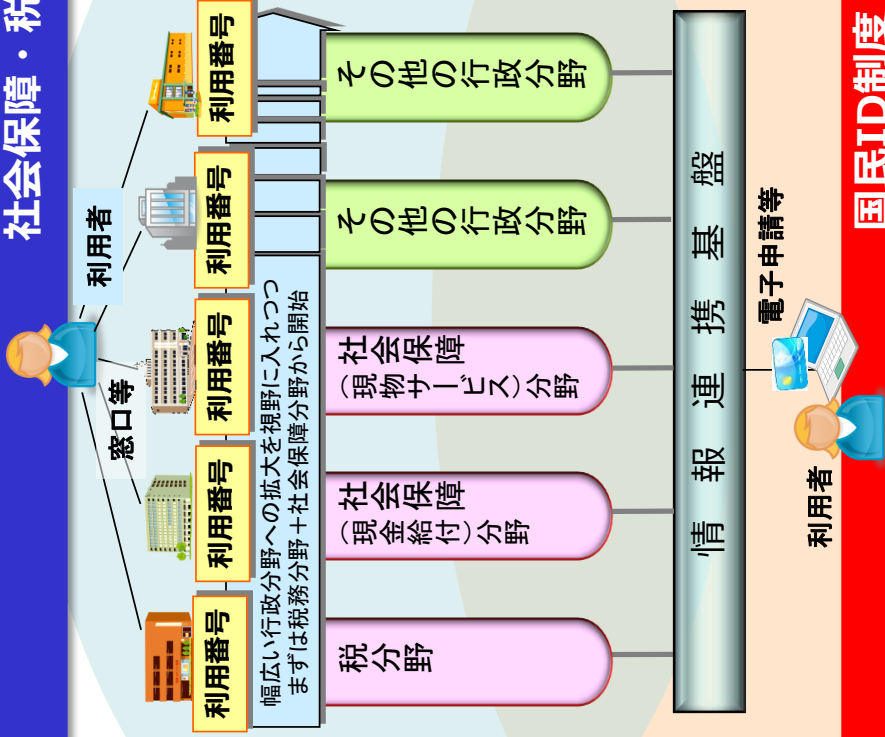 社会保障・税
利用者
窓口等
利用番号
利用番号
利用番号
利用番号
利用番号
幅広い行政分野への拡大を視野に入れつつ
まずは税務分野＋社会保障分野から開始
税分野
社会保障
（現金給付）分野
社会保障
（現物サービス）分野
その他の行政分野
その他の行政分野
情報連携基盤
電子申請等
利用者
国民ID制度